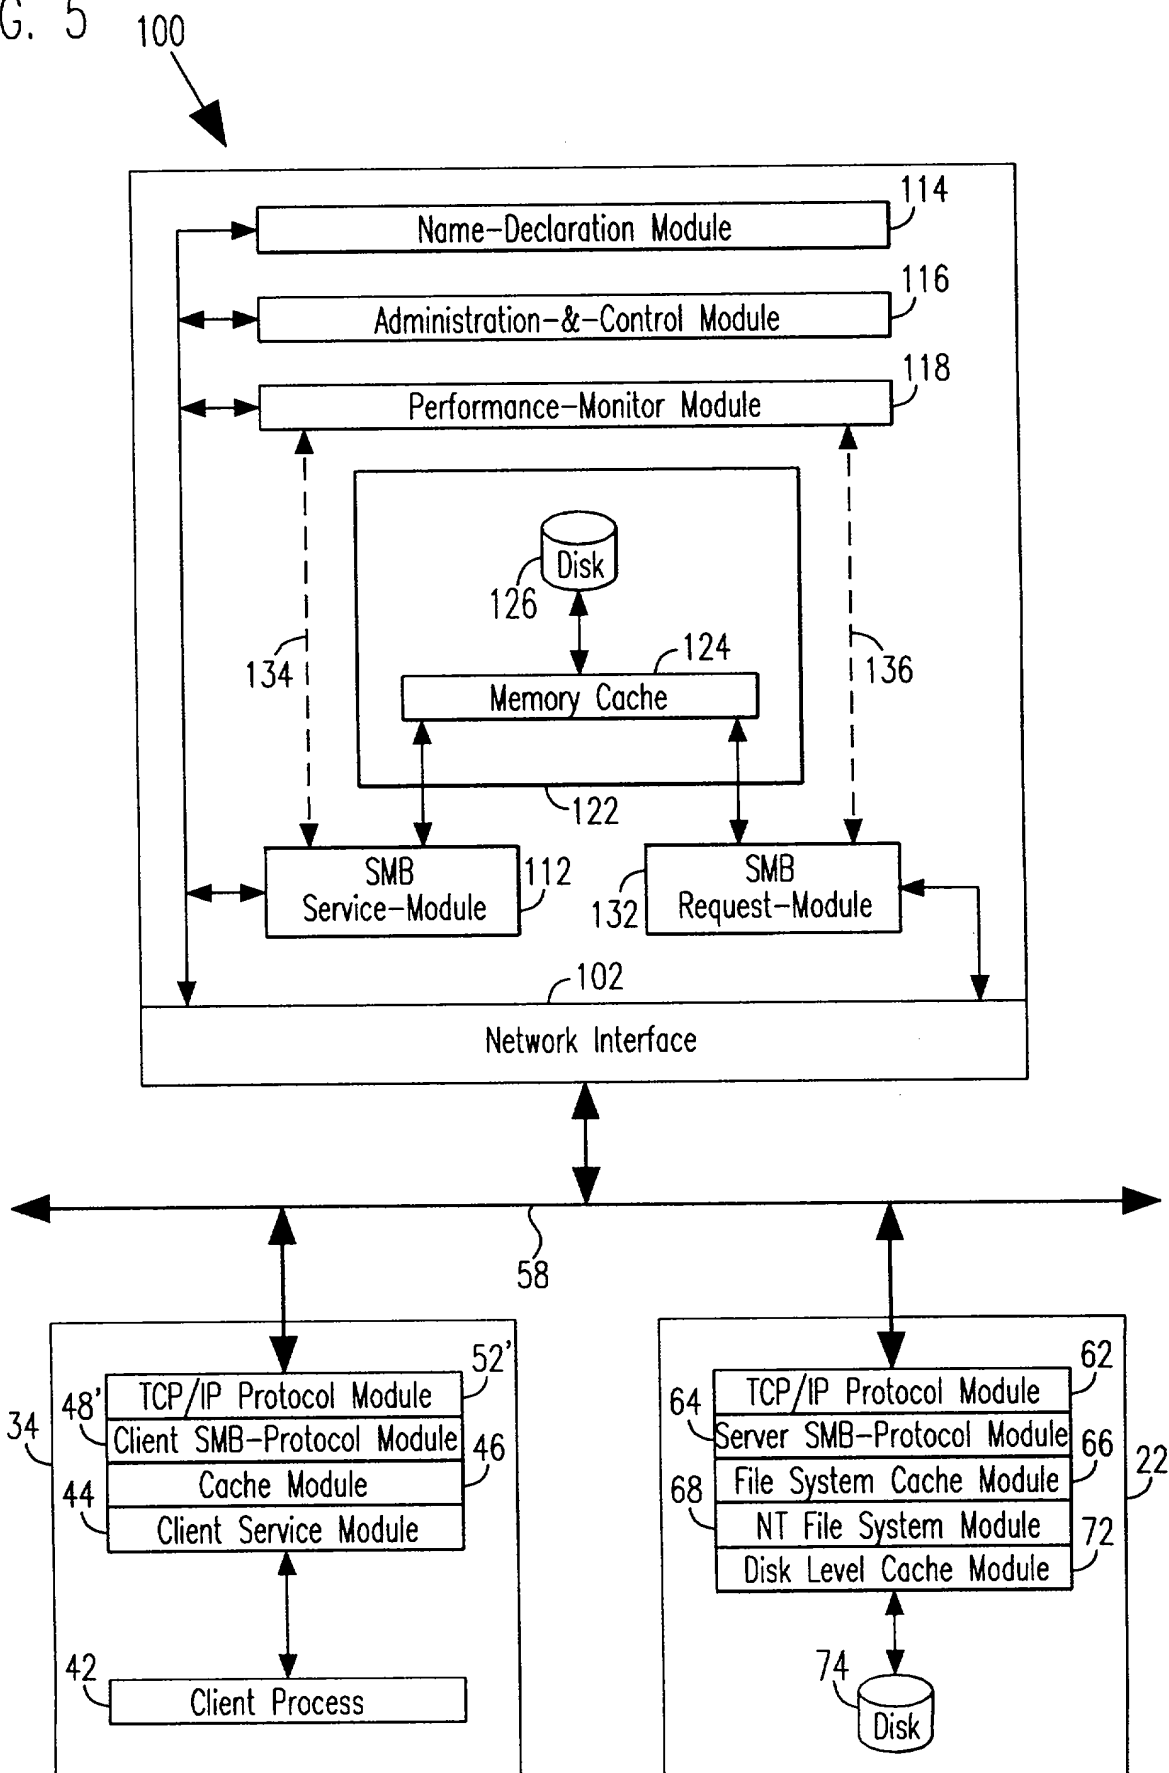 G. 5
100
114
Name-Declaration Module
116
Administration-&-Control Module
118
Performance-Monitor Module
Disk
126
134
124
136
Memory Cache
122
SMB
Service-Module
112
132
SMB
Request-Module
102
Network Interface
58
52'
TCP/IP Protocol Module
48'
Client SMB-Protocol Module
34
46
Cache Module
44
Client Service Module
42
Client Process
62
TCP/IP Protocol Module
64
Server SMB-Protocol Module
66
22
File System Cache Module
68
NT File System Module
72
Disk Level Cache Module
74
Disk